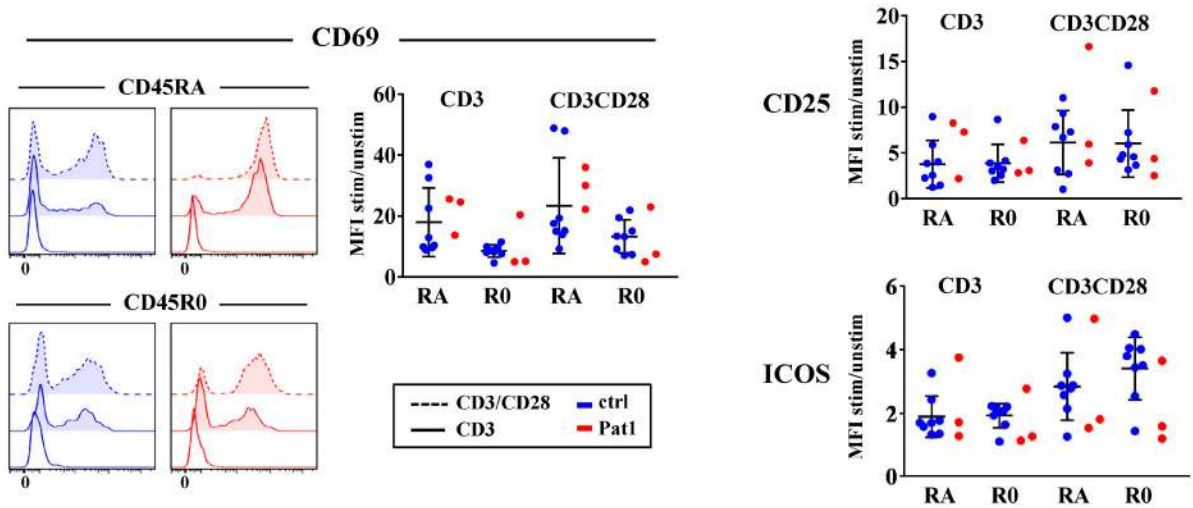 CD69
CD45RA
0
0
CD45R0
0
0
MFI stim/unstim
60
40
20
0
CD3
CD3CD28
RA
R0
RA
R0
CD3/CD28
ctrl
CD3
Pat1
CD25
MFI stim/unstim
20
15
10
5
0
CD3
CD3CD28
RA
R0
RA
R0
ICOS
MFI stim/unstim
6
4
2
0
CD3
CD3CD28
RA
R0
RA
R0